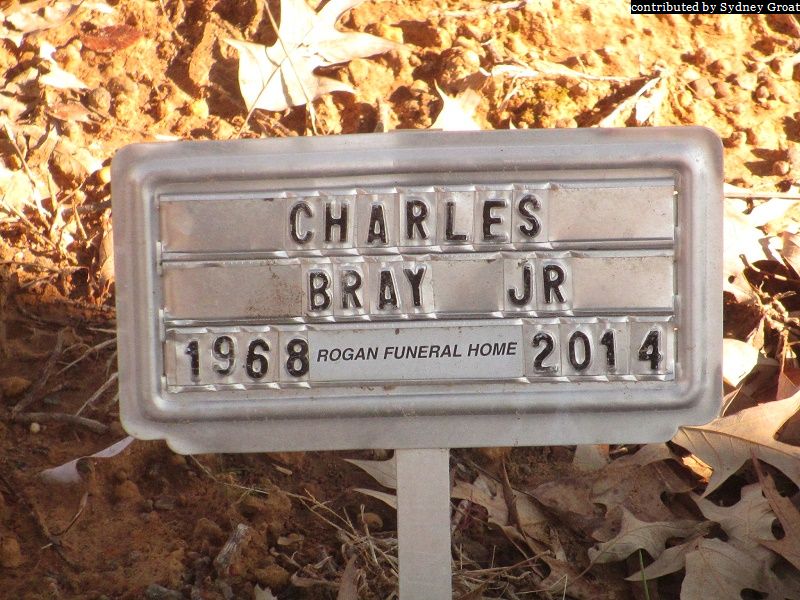 contributed by Sydney Groat
CHARLES
BRAY JR
1968 ROGAN FUNERAL HOME 2014